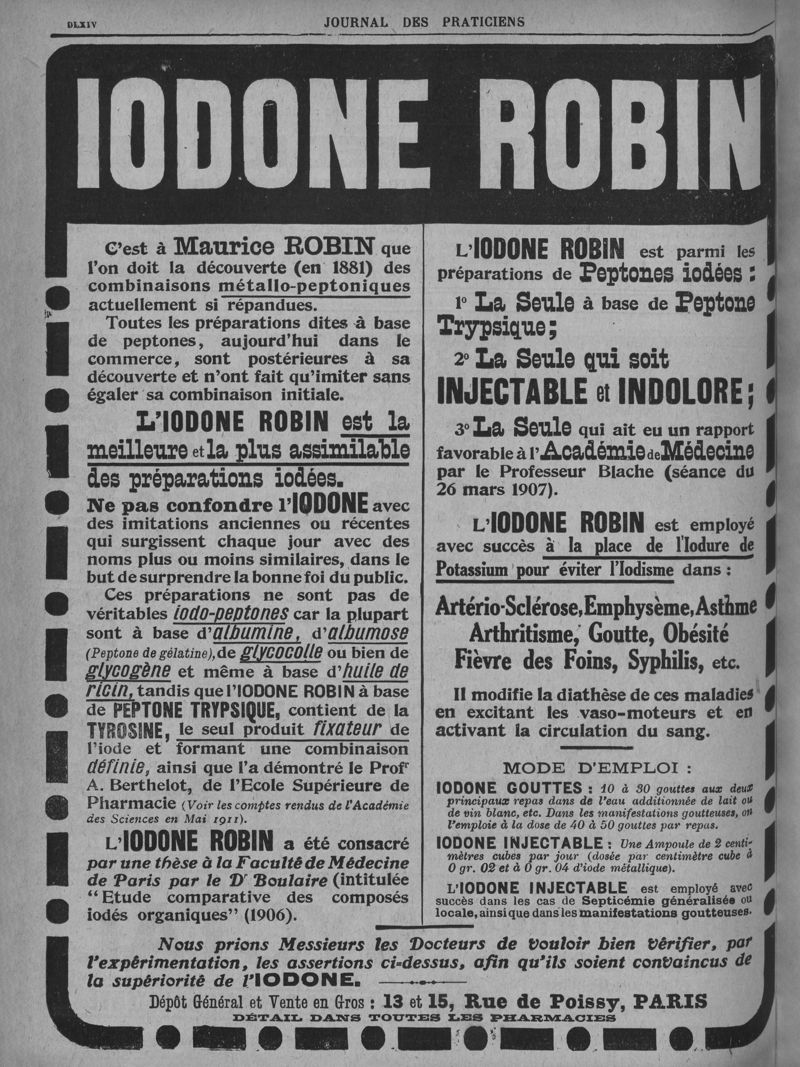 DLXIV
JOURNAL DES PRATICIENS
IODONE ROBIN
C'est à Maurice ROBIN que
l'on doit la découverte (en 1881) des
combinaisons métallo-peptoniques
actuellement si répandues.
Toutes les préparations dites à base
de peptones, aujourd'hui dans le
commerce, sont postérieures à sa
découverte et n'ont fait qu'imiter sans
égaler sa combinaison initiale.
L'IODONE ROBIN est la
meilleure et la plus assimilable
des préparations iodées.
Ne pas confondre l'IODONE avec
des imitations anciennes ou récentes
qui surgissent chaque jour avec des
noms plus ou moins similaires, dans le
but de surprendre la bonne foi du public.
Ces préparations ne sont pas de
véritables iodo-peptones car la plupart
sont à base d'albumine, d'albumose
(Peptone de gélatine), de glycocolle ou bien de
glycogène et même à base d'huile de
ricin, tandis que l'IODONE ROBIN à base
de PEPTONE TRYPSIQUE, contient de la
TYROSINE, le seul produit fixateur de
l'iode et formant une combinaison
définie, ainsi que l'a démontré le Profr
A. Berthelot, de l'Ecole Supérieure de
Pharmacie (Voir les comptes rendus de l'Académie
des Sciences en Mai 1911).
L'IODONE ROBIN a été consacré
par une thèse à la Faculté de Médecine
de Paris par le Dr Boulaire (intitulée
"Etude comparative des composés
iodés organiques" (1906).
L'IODONE ROBIN est parmi les
préparations de Peptones iodées :
1º La Seule à base de Peptone
Trypsique;
2º La Seule qui soit
INJECTABLE et INDOLORE;
3º La Seule qui ait eu un rapport
favorable à l'Académie de Médecine
par le Professeur Blache (séance du
26 mars 1907).
L'IODONE ROBIN est employé
avec succès à la place de l'Iodure de
Potassium pour éviter l'Iodisme dans :
Artério-Sclérose, Emphysème, Asthme
Arthritisme, Goutte, Obésité
Fièvre des Foins, Syphilis, etc.
Il modifie la diathèse de ces maladies
en excitant les vaso-moteurs et en
activant la circulation du sang.
MODE D'EMPLOI :
IODONE GOUTTES : 10 à 30 gouttes aux deux
principaux repas dans de l'eau additionnée de lait ou
de vin blanc, etc. Dans les manifestations goutteuses, on
l'emploie à la dose de 40 à 50 gouttes par repas.
IODONE INJECTABLE : Une Ampoule de 2 centi-
mètres cubes par jour (dosée par centimètre cube à
0 gr. 02 et à 0 gr. 04 d'iode métallique).
L'IODONE INJECTABLE est employé avec
succès dans les cas de Septicémie généralisée ou
locale, ainsi que dans les manifestations goutteuses.
Nous prions Messieurs les Docteurs de vouloir bien vérifier, par
l'expérimentation, les assertions ci-dessus, afin qu'ils soient convaincus de
la supériorité de l'IODONE.
Dépôt Général et Vente en Gros : 13 et 15, Rue de Poissy, PARIS
DÉTAIL DANS TOUTES LES PHARMACIES